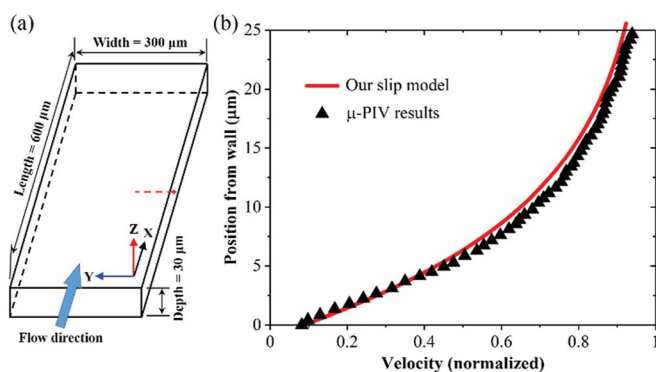 (a)
Width = 300 µm
Length = 600 µm
Z
X
Y
Depth = 30 µm
Flow direction
(b)
Our slip model
µ-PIV results
Position from wall (µm)
25
20
15
10
5
0
0 0.2 0.4 0.6 0.8 1
Velocity (normalized)